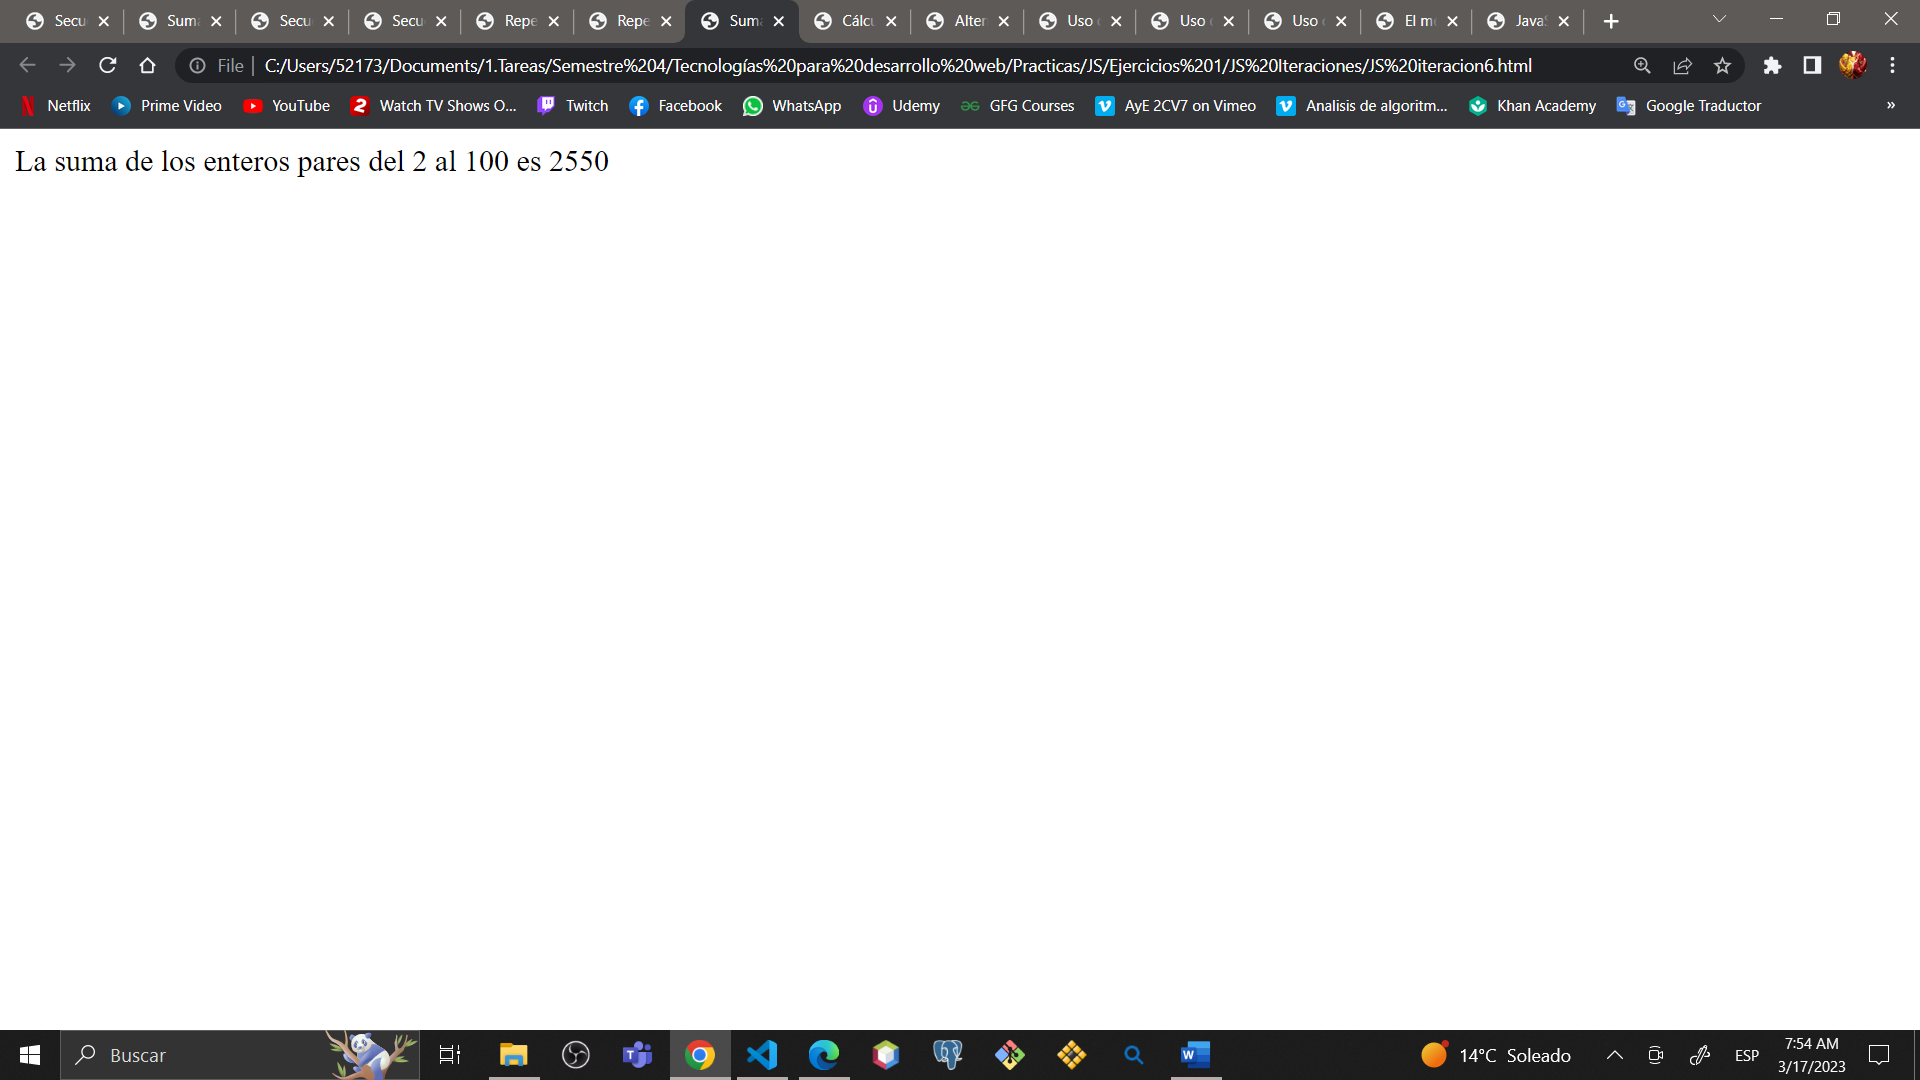 Secu Sum Secu Secu Repe Repe Sum Cálcu Alter Uso Uso Uso El m Java
File C:/Users/52173/Documents/1.Tareas/Semestre%204/Tecnologías%20para%20desarrollo%20web/Practicas/JS/Ejercicios%201/JS%20Iteraciones/JS%20iteracion6.html
Netflix Prime Video YouTube Watch TV Shows O... Twitch Facebook WhatsApp Udemy GFG Courses AyE 2CV7 on Vimeo Analisis de algoritm... Khan Academy Google Traductor »
La suma de los enteros pares del 2 al 100 es 2550
Buscar
14°C Soleado
ESP
7:54 AM
3/17/2023